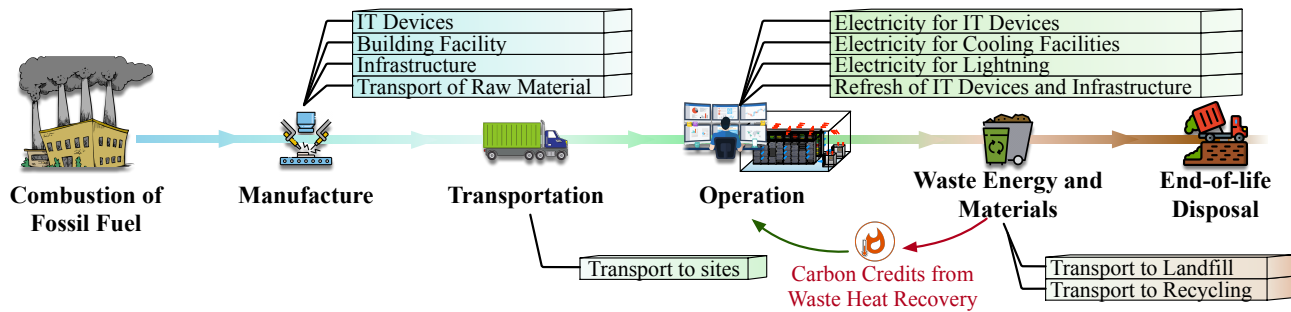 IT Devices
Building Facility
Infrastructure
Transport of Raw Material
Electricity for IT Devices
Electricity for Cooling Facilities
Electricity for Lightning
Refresh of IT Devices and Infrastructure
Combustion of
Fossil Fuel
Manufacture
Transportation
Operation
Waste Energy and
Materials
End-of-life
Disposal
Transport to sites
Carbon Credits from
Waste Heat Recovery
Transport to Landfill
Transport to Recycling